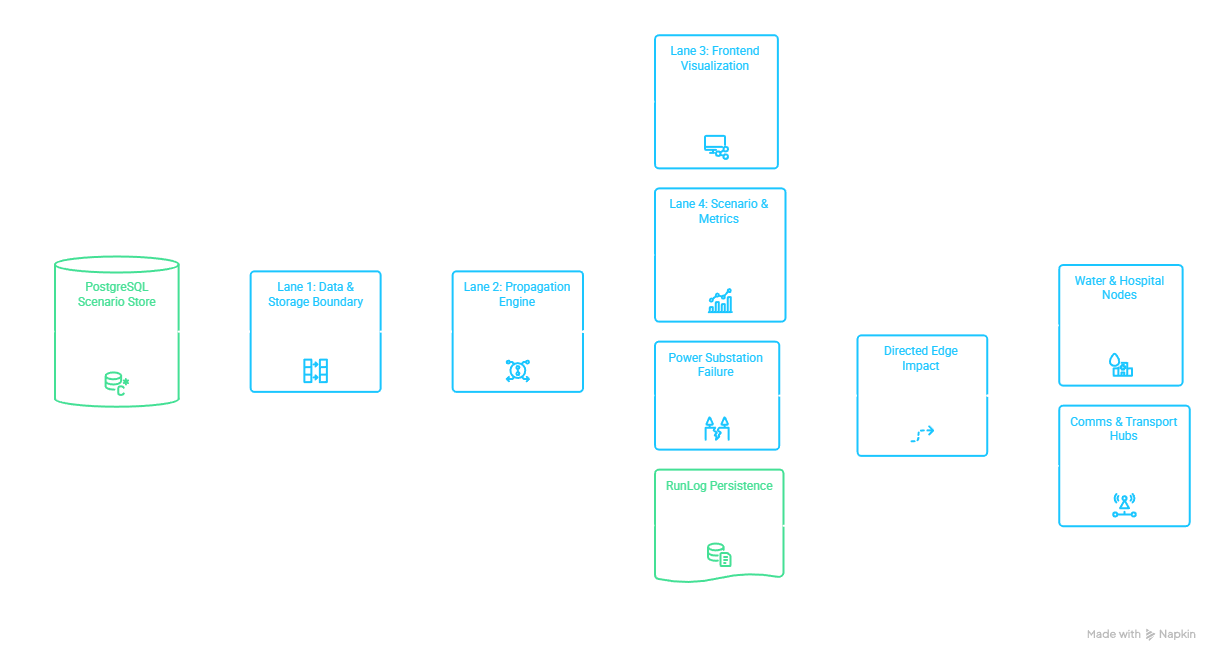 Lane 3: Frontend
Visualization
Lane 4: Scenario &
Metrics
PostgreSQL
Scenario Store
C
Lane 1: Data &
Storage Boundary
Lane 2: Propagation
Engine
Power Substation
Failure
RunLog Persistence
Directed Edge
Impact
Water & Hospital
Nodes
Comms & Transport
Hubs
Made with Napkin